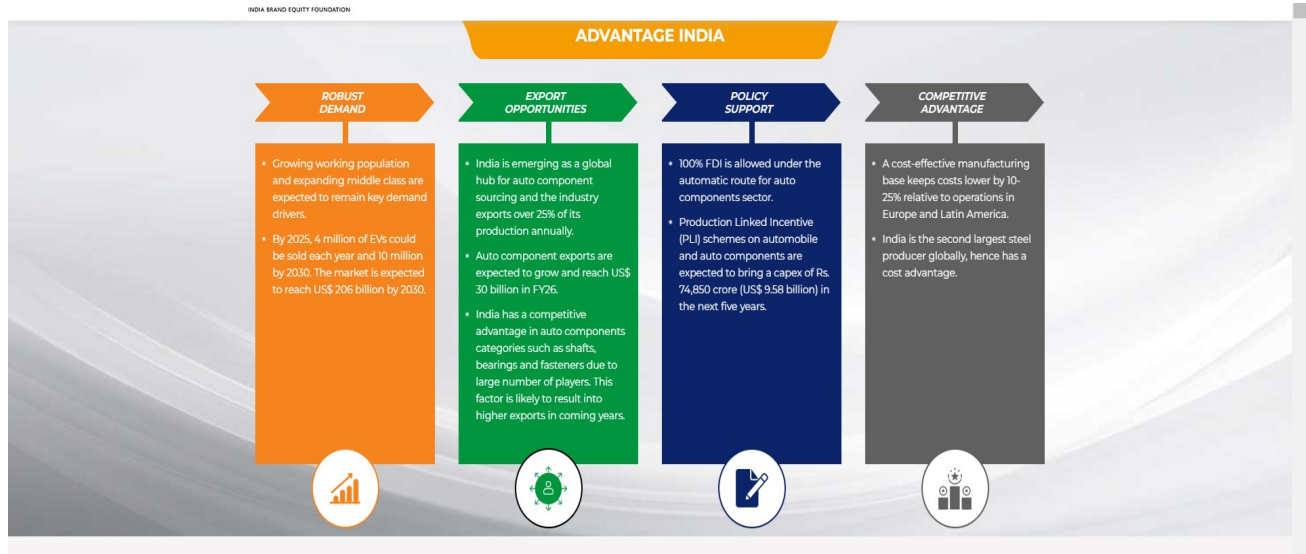 INDIA BRAND EQUITY FOUNDATION
ADVANTAGE INDIA
ROBUST
DEMAND
* Growing working population
and expanding middle class are
expected to remain key demand
drivers.
* By 2025, 4 million of EVs could
be sold each year and 10 million
by 2030. The market is expected
to reach US$ 206 billion by 2030.
EXPORT
OPPORTUNITIES
* India is emerging as a global
hub for auto component
sourcing and the industry
exports over 25% of its
production annually.
* Auto component exports are
expected to grow and reach US$
30 billion in FY26.
* India has a competitive
advantage in auto components
categories such as shafts,
bearings and fasteners due to
large number of players. This
factor is likely to result into
higher exports in coming years.
POLICY
SUPPORT
* 100% FDI is allowed under the
automatic route for auto
components sector.
* Production Linked Incentive
(PLI) schemes on automobile
and auto components are
expected to bring a capex of Rs.
74,850 crore (US$ 9.58 billion) in
the next five years.
COMPETITIVE
ADVANTAGE
* A cost-effective manufacturing
base keeps costs lower by 10-
25% relative to operations in
Europe and Latin America.
* India is the second largest steel
producer globally, hence has a
cost advantage.